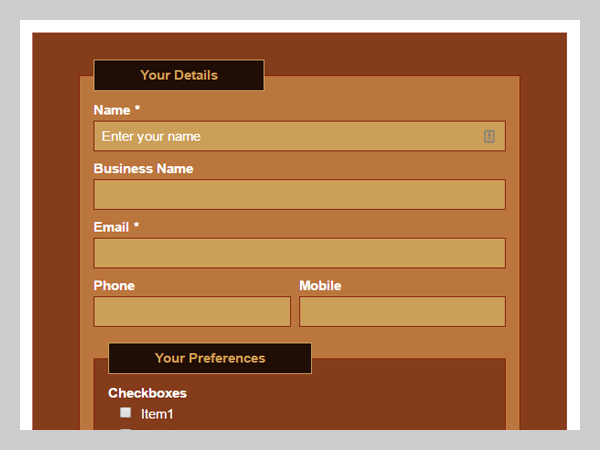 Your Details
Name *
Enter your name
Business Name
Email *
Phone Mobile
Your Preferences
Checkboxes
Item1